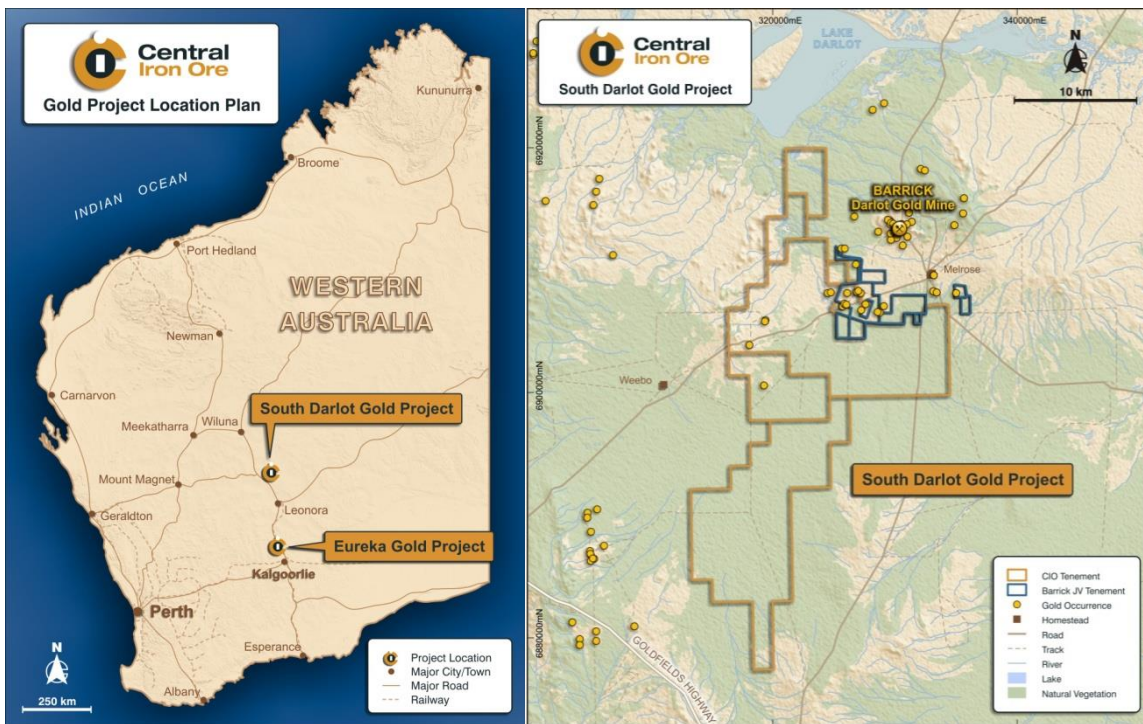 Central
Iron Ore
Gold Project Location Plan
Kununurra
Broome
INDIAN OCEAN
Port Hedland
WESTERN
AUSTRALIA
Newman
Carnarvon
South Darlot Gold Project
Meekatharra
Wiluna
Mount Magnet
Leonora
Geraldton
Eureka Gold Project
Kalgoorlie
Perth
Esperance
Albany
N
250 km
Project Location
Major City/Town
Major Road
Railway
Central
Iron Ore
South Darlot Gold Project
320000mE
340000mE
LAKE
DARLOT
N
10 km
6920000mN
BARRICK
Darlot Gold Mine
Melrose
Weebo
6900000mN
South Darlot Gold Project
6880000mN
GOLDFIELDS HIGHWAY
CIO Tenement
Barrick JV Tenement
Gold Occurrence
Homestead
Road
Track
River
Lake
Natural Vegetation